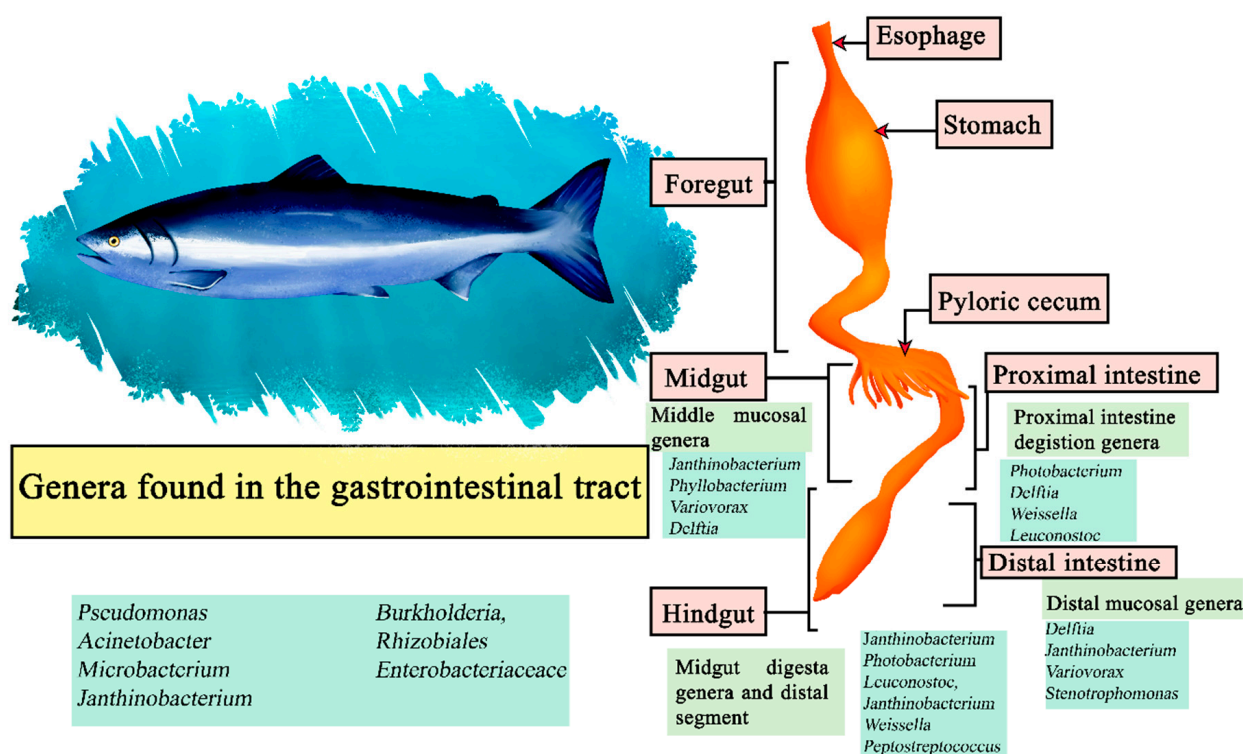 Esophage
Stomach
Foregut
Pyloric cecum
Midgut
Middle mucosal
genera
Janthinobacterium
Phyllobacterium
Variovorax
Delftia
Proximal intestine
Proximal intestine
degistion genera
Photobacterium
Delftia
Weissella
Leuconostoc
Genera found in the gastrointestinal tract
Pscudomonas
Acinetobacter
Microbacterium
Janthinobacterium
Burkholderia,
Rhizobiales
Enterobacteriaceace
Hindgut
Midgut digesta
genera and distal
segment
Janthinobacterium
Photobacterium
Leuconostoc,
Janthinobacterium
Weissella
Peptostreptococcus
Distal intestine
Distal mucosal genera
Delftia
Janthinobacterium
Variovorax
Stenotrophomonas